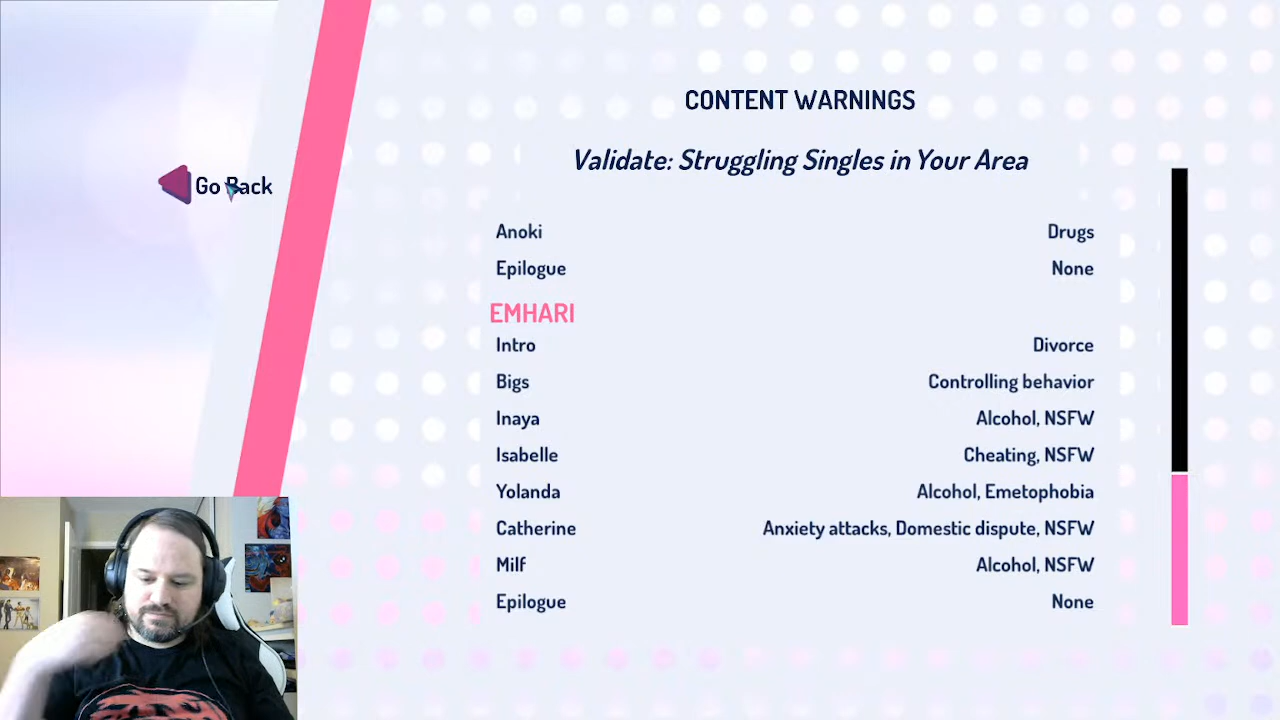 CONTENT WARNINGS
Validate: Struggling Singles in Your Area
Go Back
Anoki Drugs
Epilogue None
EMHARI
Intro Divorce
Bigs Controlling behavior
Inaya Alcohol, NSFW
Isabelle Cheating, NSFW
Yolanda Alcohol, Emetophobia
Catherine Anxiety attacks, Domestic dispute, NSFW
Milf Alcohol, NSFW
Epilogue None